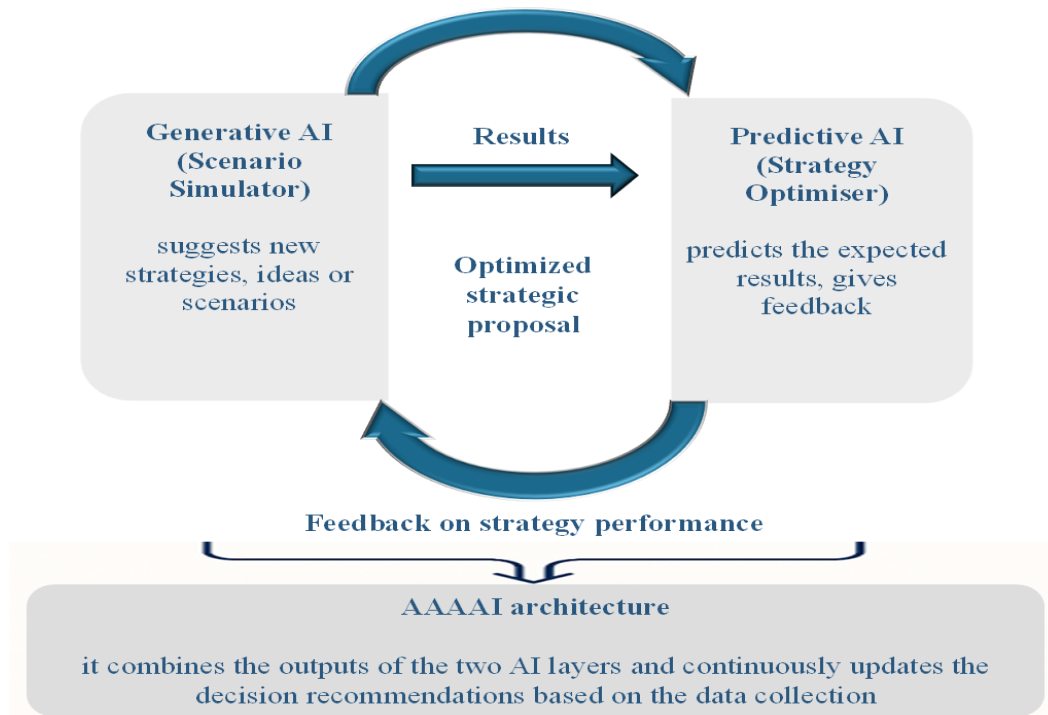 Generative AI
(Scenario
Simulator)
suggests new
strategies, ideas or
scenarios
Results
Optimized
strategic
proposal
Predictive AI
(Strategy
Optimiser)
predicts the expected
results, gives
feedback
Feedback on strategy performance
AAAAI architecture
it combines the outputs of the two AI layers and continuously updates the
decision recommendations based on the data collection